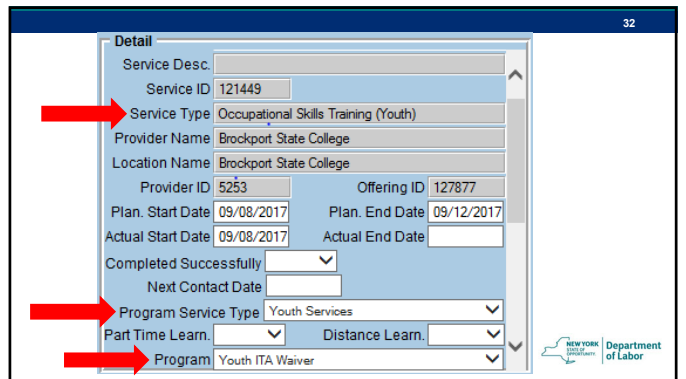 32
Detail
Service Desc.
Service ID 121449
Service Type Occupational Skills Training (Youth)
Provider Name Brockport State College
Location Name Brockport State College
Provider ID 5253 Offering ID 127877
Plan. Start Date 09/08/2017 Plan. End Date 09/12/2017
Actual Start Date 09/08/2017 Actual End Date
Completed Successfully
Next Contact Date
Program Service Type Youth Services
Part Time Learn. Distance Learn.
Program Youth ITA Waiver
NEW YORK STATE OF OPPORTUNITY Department of Labor